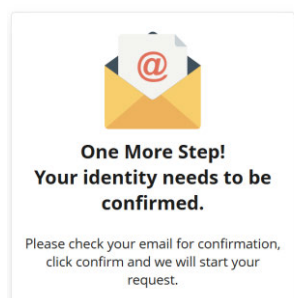 @
One More Step!
Your identity needs to be
confirmed.
Please check your email for confirmation,
click confirm and we will start your
request.